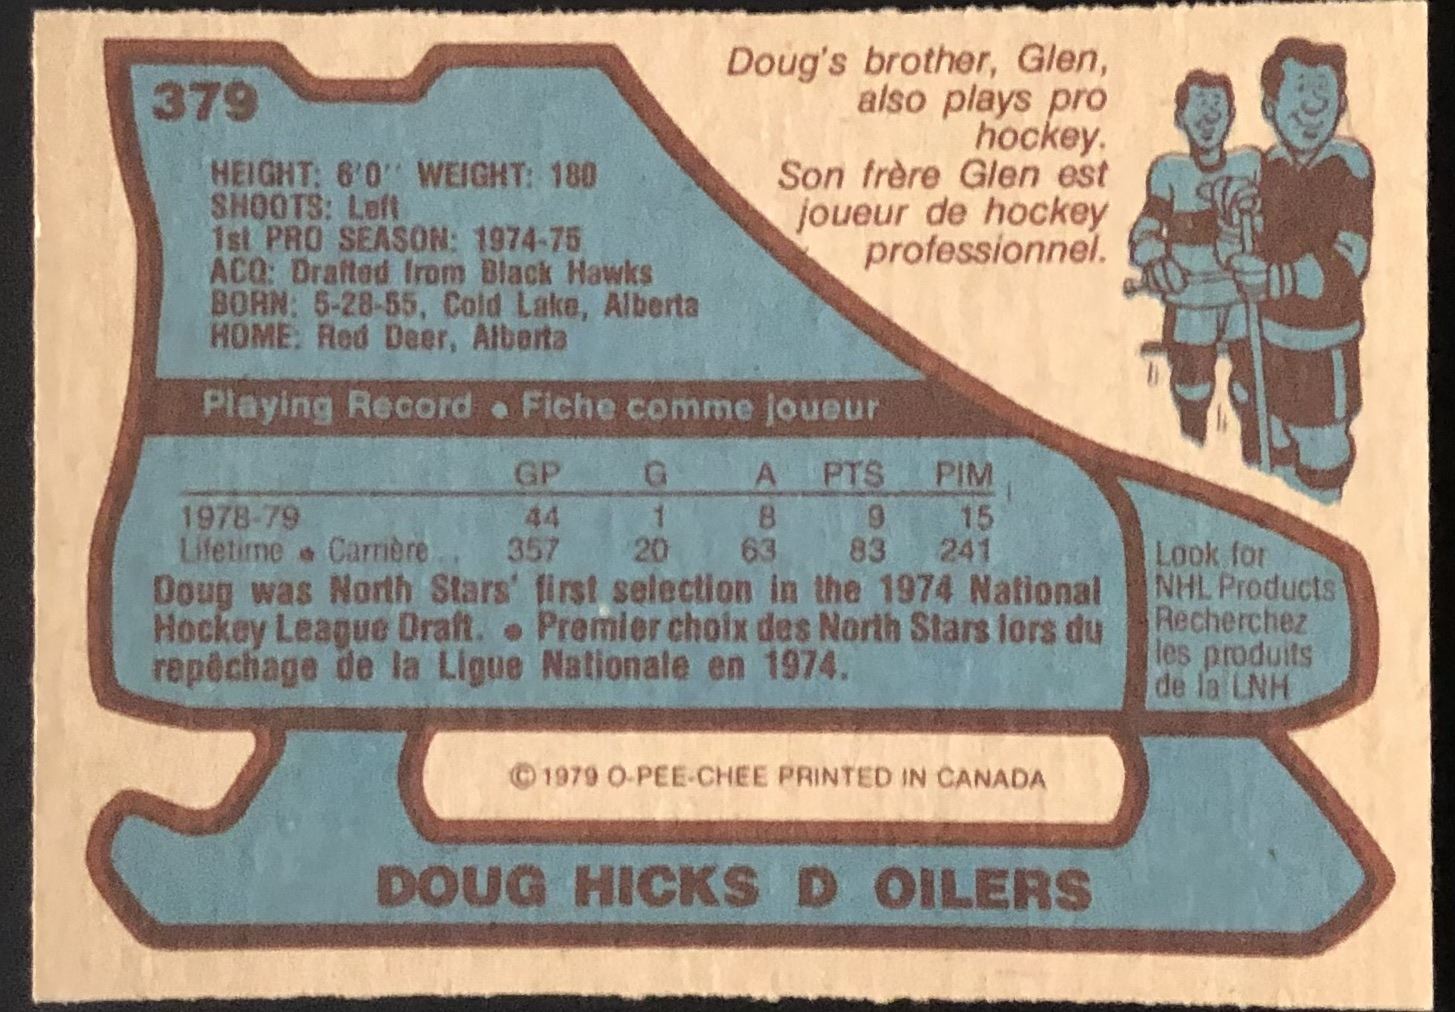 379
Doug's brother, Glen,
also plays pro
hockey.
Son frère Glen est
joueur de hockey
professionnel.
HEIGHT: 6'0'' WEIGHT: 180
SHOOTS: Left
1st PRO SEASON: 1974-75
ACQ: Drafted from Black Hawks
BORN: 5-28-55, Cold Lake, Alberta
HOME: Red Deer, Alberta
Playing Record • Fiche comme joueur
GP G A PTS PIM
1978-79 44 1 8 9 15
Lifetime • Carrière .. 357 20 63 83 241
Doug was North Stars' first selection in the 1974 National
Hockey League Draft. • Premier choix des North Stars lors du
repêchage de la Ligue Nationale en 1974.
Look for
NHL Products
Recherchez
les produits
de la LNH
© 1979 O-PEE-CHEE PRINTED IN CANADA
DOUG HICKS D OILERS